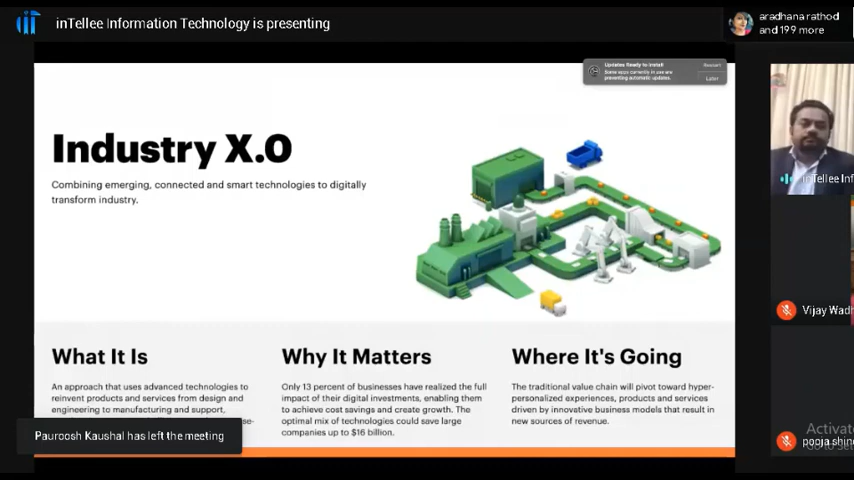 inTellee Information Technology is presenting
aradhana rathod
and 199 more
Updates Ready to Install
Some apps currently in use are
preventing automatic updates.
Restart
Later
Industry X.0
Combining emerging, connected and smart technologies to digitally
transform industry.
inTellee Inf
Vijay Wadh
What It Is
An approach that uses advanced technologies to
reinvent products and services from design and
engineering to manufacturing and support,
Why It Matters
Only 13 percent of businesses have realized the full
impact of their digital investments, enabling them
to achieve cost savings and create growth. The
optimal mix of technologies could save large
companies up to $16 billion.
Where It's Going
The traditional value chain will pivot toward hyper-
personalized experiences, products and services
driven by innovative business models that result in
new sources of revenue.
Pauroosh Kaushal has left the meeting
Activat
pooja shin